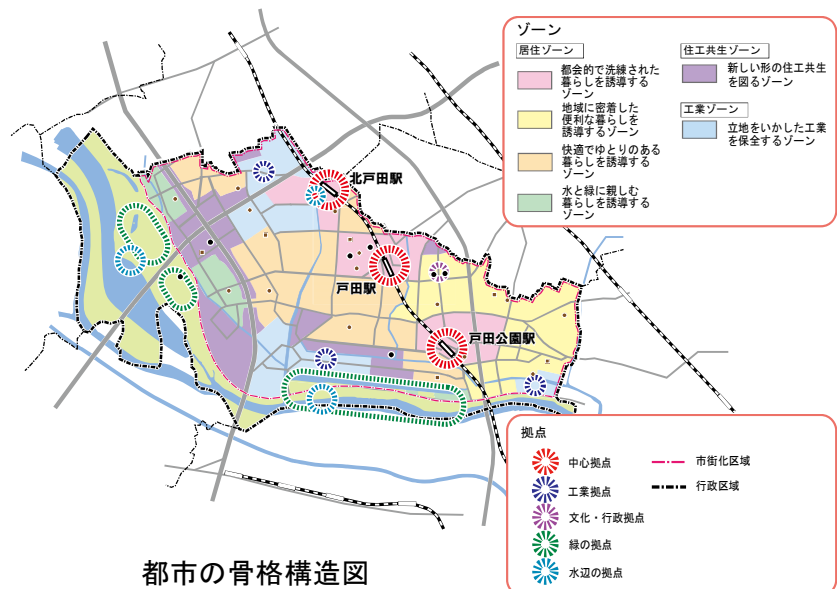 ゾーン
居住ゾーン
都会的で洗練された
暮らしを誘導する
ゾーン
地域に密着した
便利な暮らしを
誘導するゾーン
快適でゆとりのある
暮らしを誘導する
ゾーン
水と緑に親しむ
暮らしを誘導する
ゾーン
住工共生ゾーン
新しい形の住工共生
を図るゾーン
工業ゾーン
立地をいかした工業
を保全するゾーン
北戸田駅
戸田駅
戸田公園駅
拠点
中心拠点
工業拠点
文化・行政拠点
緑の拠点
水辺の拠点
市街化区域
行政区域
都市の骨格構造図